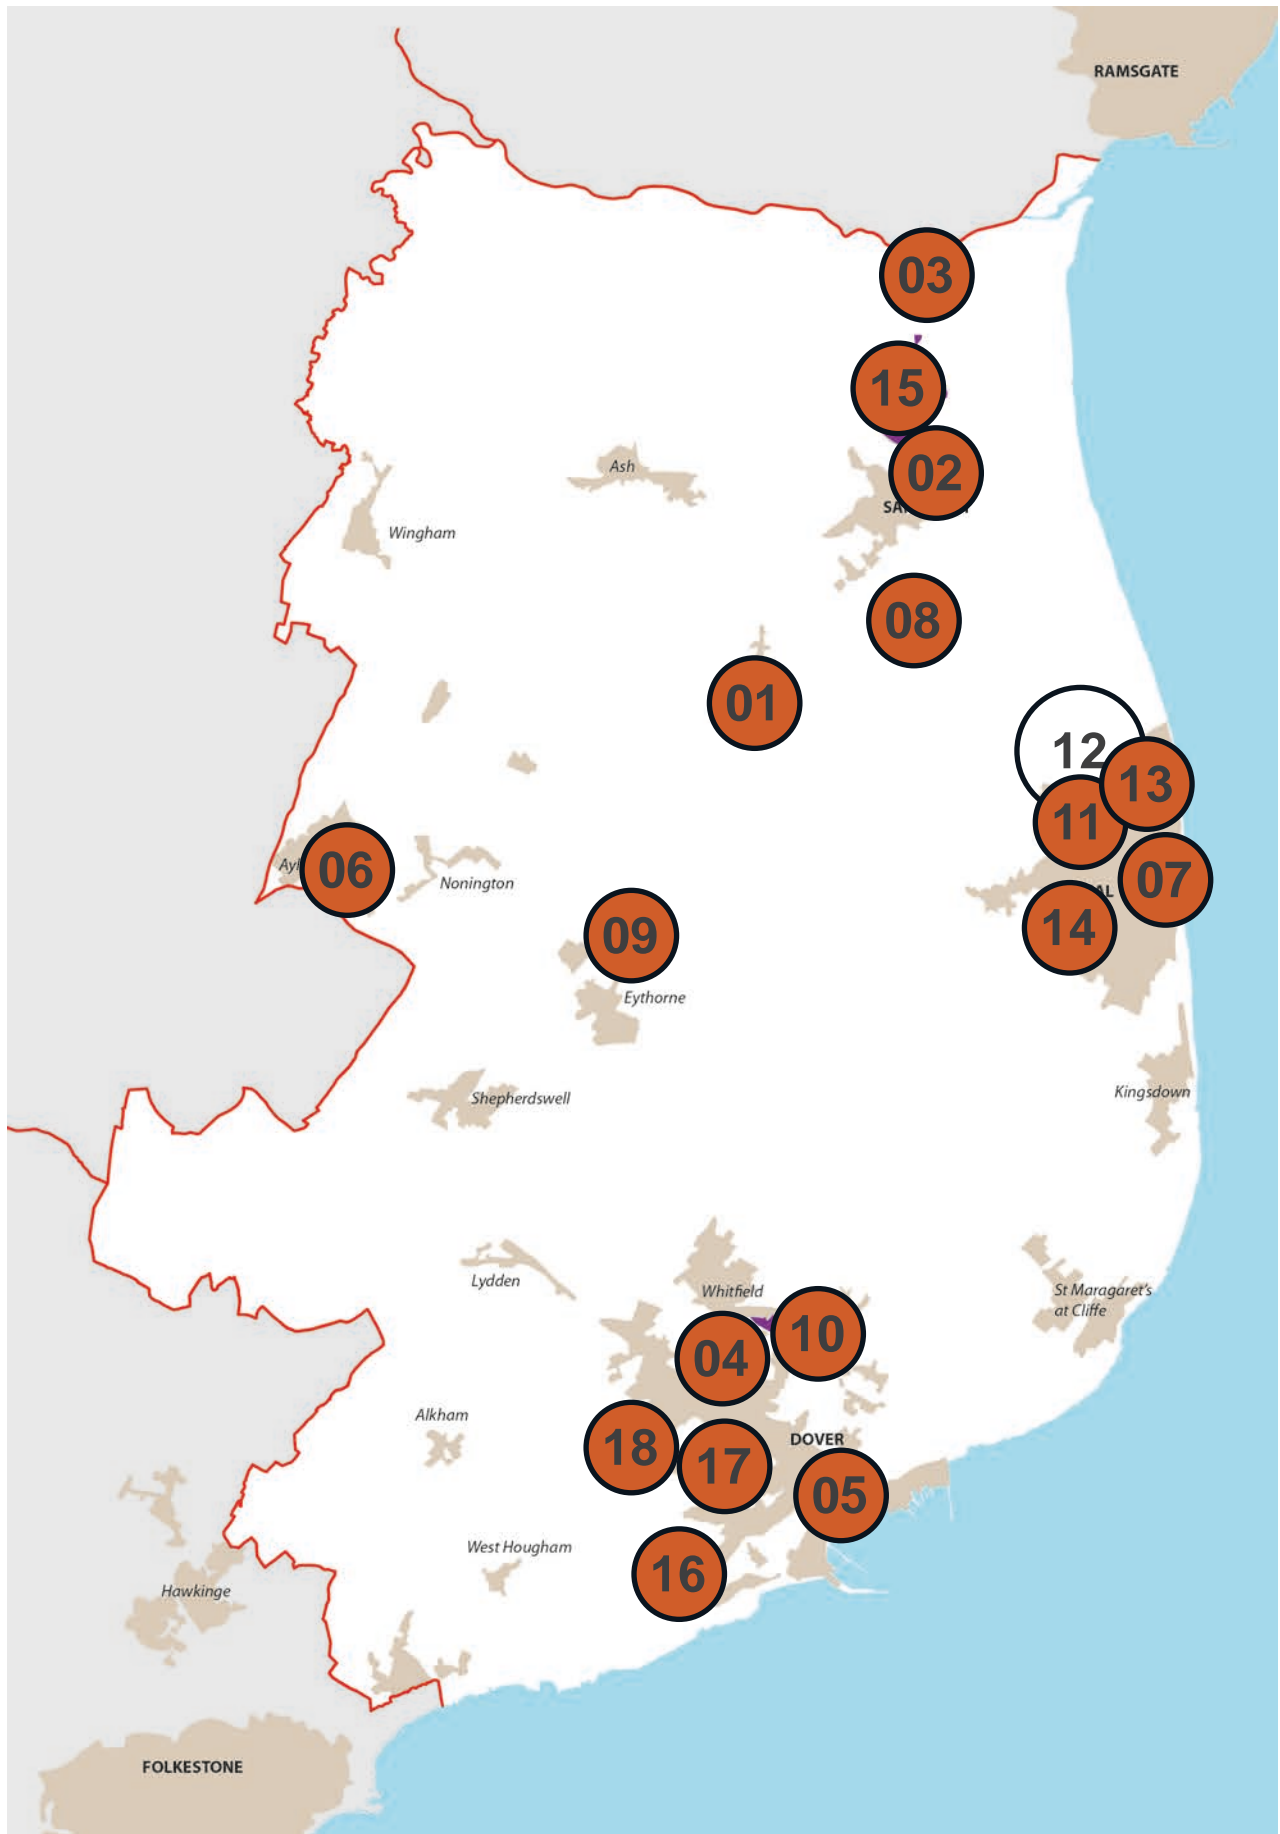 RAMSGATE
03
15
Ash
02
Wingham
08
01
12
13
11
06
Nonington
07
14
09
Eythorne
Kingsdown
Shepherdswell
Lydden
Whitfield
St Maragaret's
at Cliffe
10
04
Alkham
DOVER
18
17
05
West Hougham
16
Hawkinge
FOLKESTONE